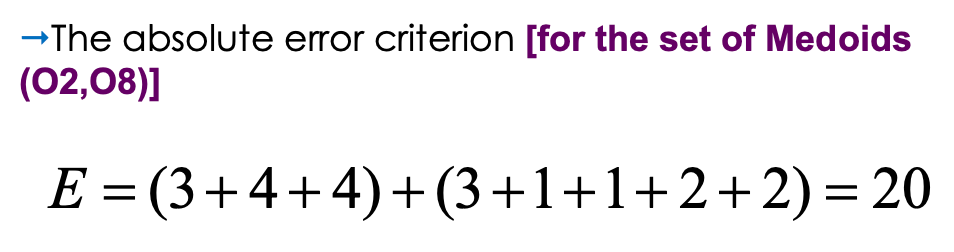 →The absolute error criterion [for the set of Medoids
(O2,O8)]
E = (3+4+4)+(3+1+1+2+2) = 20